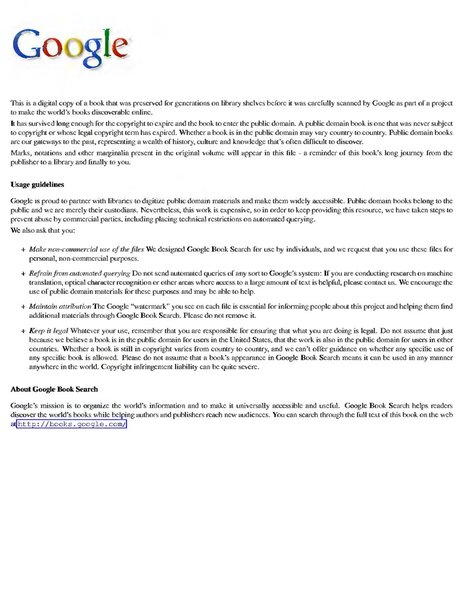 Google
This is a digital copy of a book that was preserved for generations on library shelves before it was carefully scanned by Google as part of a project
to make the world's books discoverable online.
It has survived long enough for the copyright to expire and the book to enter the public domain. A public domain book is one that was never subject
to copyright or whose legal copyright term has expired. Whether a book is in the public domain may vary country to country. Public domain books
are our gateways to the past, representing a wealth of history, culture and knowledge that's often difficult to discover.
Marks, notations and other marginalia present in the original volume will appear in this file - a reminder of this book's long journey from the
publisher to a library and finally to you.
Usage guidelines
Google is proud to partner with libraries to digitize public domain materials and make them widely accessible. Public domain books belong to the
public and we are merely their custodians. Nevertheless, this work is expensive, so in order to keep providing this resource, we have taken steps to
prevent abuse by commercial parties, including placing technical restrictions on automated querying.
We also ask that you:
+ Make non-commercial use of the files We designed Google Book Search for use by individuals, and we request that you use these files for
personal, non-commercial purposes.
+ Refrain from automated querying Do not send automated queries of any sort to Google's system: If you are conducting research on machine
translation, optical character recognition or other areas where access to a large amount of text is helpful, please contact us. We encourage the
use of public domain materials for these purposes and may be able to help.
+ Maintain attribution The Google "watermark" you see on each file is essential for informing people about this project and helping them find
additional materials through Google Book Search. Please do not remove it.
+ Keep it legal Whatever your use, remember that you are responsible for ensuring that what you are doing is legal. Do not assume that just
because we believe a book is in the public domain for users in the United States, that the work is also in the public domain for users in other
countries. Whether a book is still in copyright varies from country to country, and we can't offer guidance on whether any specific use of
any specific book is allowed. Please do not assume that a book's appearance in Google Book Search means it can be used in any manner
anywhere in the world. Copyright infringement liability can be quite severe.
About Google Book Search
Google's mission is to organize the world's information and to make it universally accessible and useful. Google Book Search helps readers
discover the world's books while helping authors and publishers reach new audiences. You can search through the full text of this book on the web
at http://books.google.com/